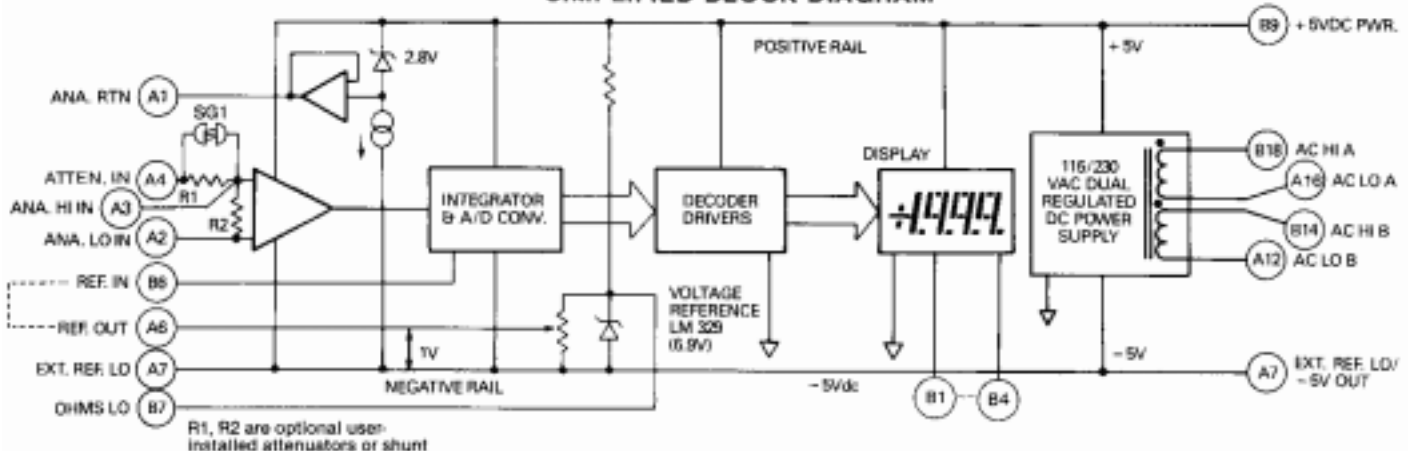 SIMPLIFIED BLOCK DIAGRAM
B9 + 5VDC PWR.
POSITIVE RAIL
+ 5V
2.8V
ANA. RTN A1
SG1
DISPLAY
B18 AC HI A
ATTEN. IN A4
R1
ANA. HI IN A3
R2
ANA. LO IN A2
INTEGRATOR
& A/D CONV.
DECODER
DRIVERS
115/230
VAC DUAL
REGULATED
DC POWER
SUPPLY
A16 AC LO A
B14 AC HI B
A12 AC LO B
REF. IN B6
VOLTAGE
REFERENCE
LM 329
(6.9V)
REF. OUT A6
1V
EXT. REF. LO A7
NEGATIVE RAIL
- 5Vdc
- 5V
A7 EXT. REF. LO/
- 5V OUT
B1
B4
OHMS LO B7
R1, R2 are optional user-
installed attenuators or shunt